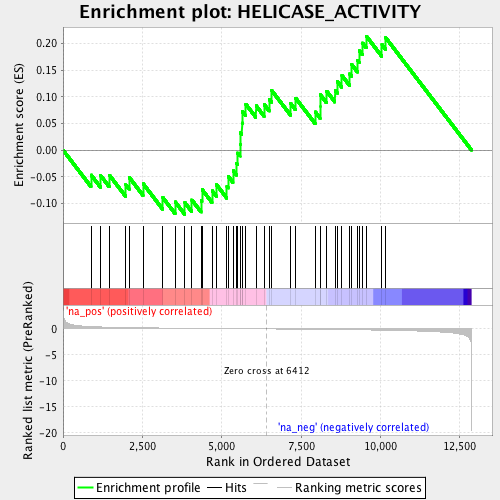 Enrichment plot: HELICASE_ACTIVITY
Enrichment score (ES)
0.20
0.15
0.10
0.05
0.00
-0.05
-0.10
'na_pos' (positively correlated)
Ranked list metric (PreRanked)
0
-5
-10
-15
-20
Zero cross at 6412
'na_neg' (negatively correlated)
0
2,500
5,000
7,500
10,000
12,500
Rank in Ordered Dataset
Enrichment profile
Hits
Ranking metric scores